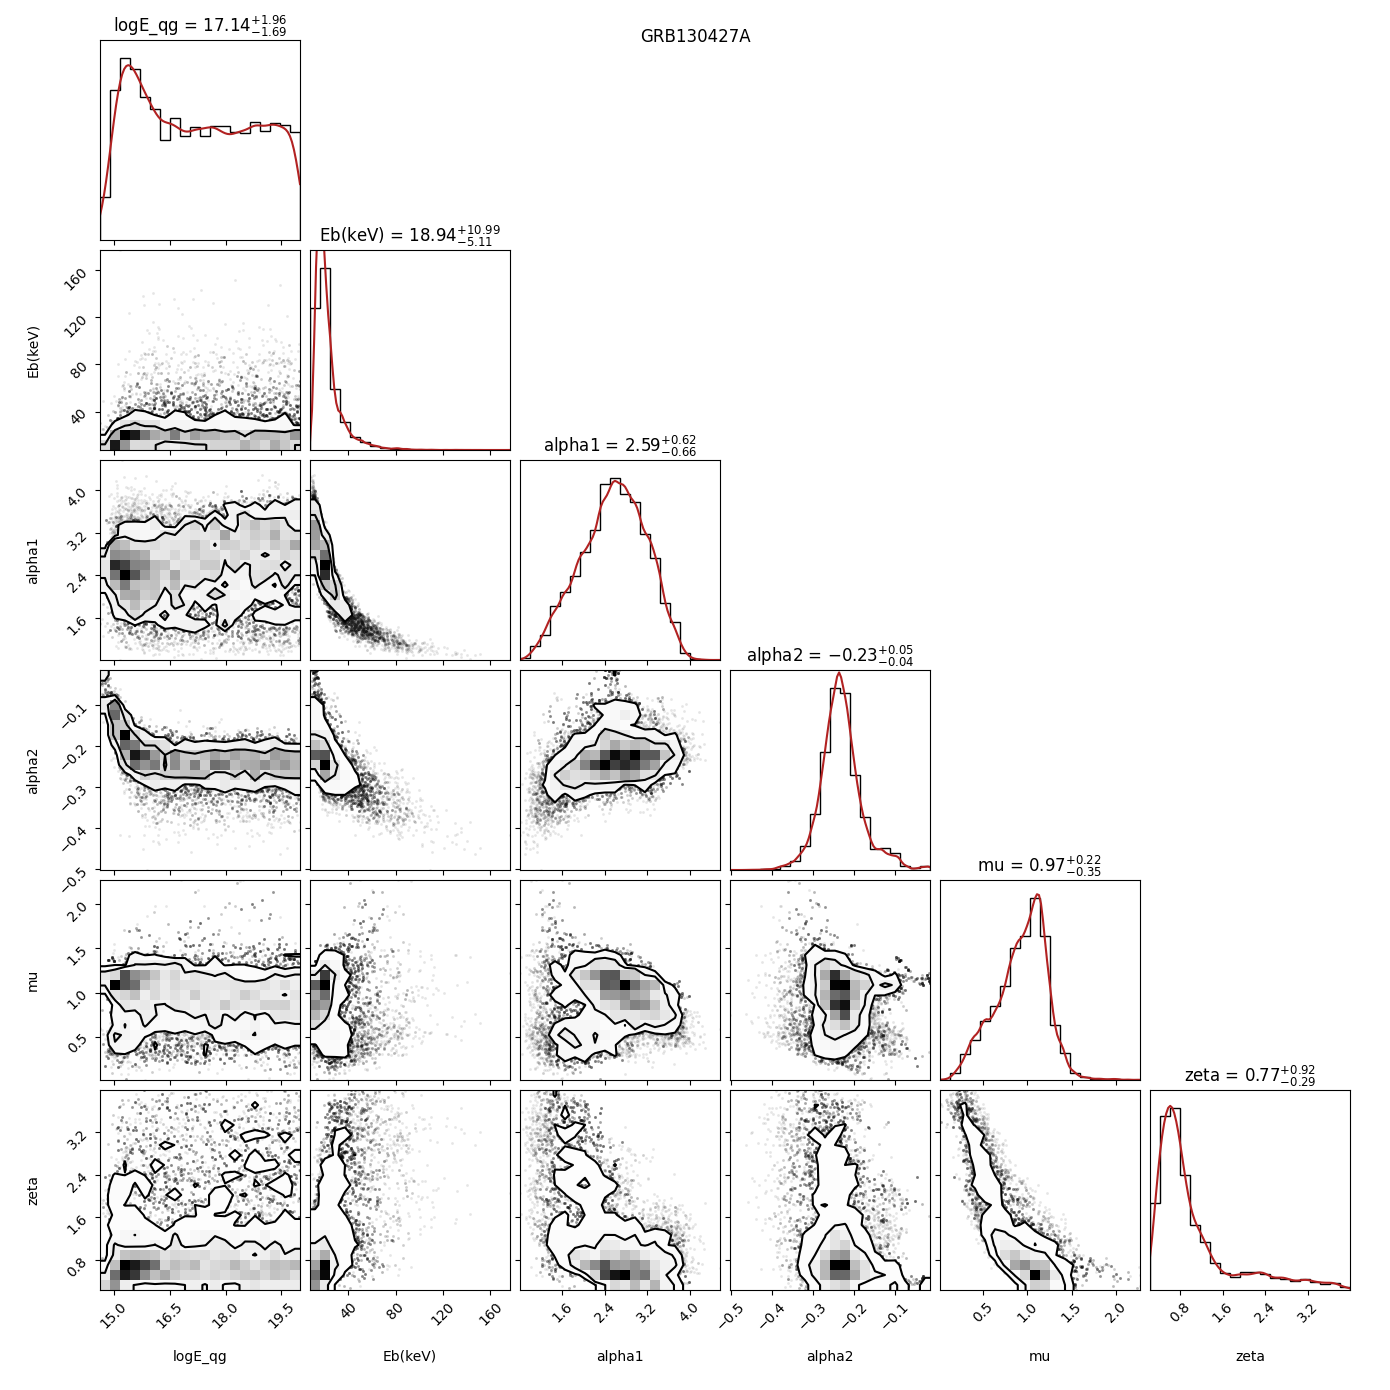 logE_qg = 17.14+1.96−1.69
GRB130427A
Eb(keV) = 18.94+10.99−5.11
160
120
80
40
Eb(keV)
alpha1 = 2.59+0.62−0.66
4.0
3.2
2.4
1.6
alpha1
alpha2 = −0.23+0.05−0.04
−0.1
−0.2
−0.3
−0.4
−0.5
alpha2
mu = 0.97+0.22−0.35
2.0
1.5
1.0
0.5
mu
zeta = 0.77+0.92−0.29
3.2
2.4
1.6
0.8
zeta
15.0 16.5 18.0 19.5 40 80 120 160 1.6 2.4 3.2 4.0 −0.5 −0.4 −0.3 −0.2 −0.1 0.5 1.0 1.5 2.0 0.8 1.6 2.4 3.2
logE_qg Eb(keV) alpha1 alpha2 mu zeta